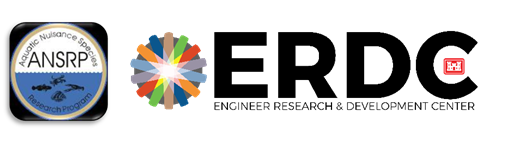 Aquatic Nuisance Species
ANSRP
Research Program
ERDC
ENGINEER RESEARCH & DEVELOPMENT CENTER